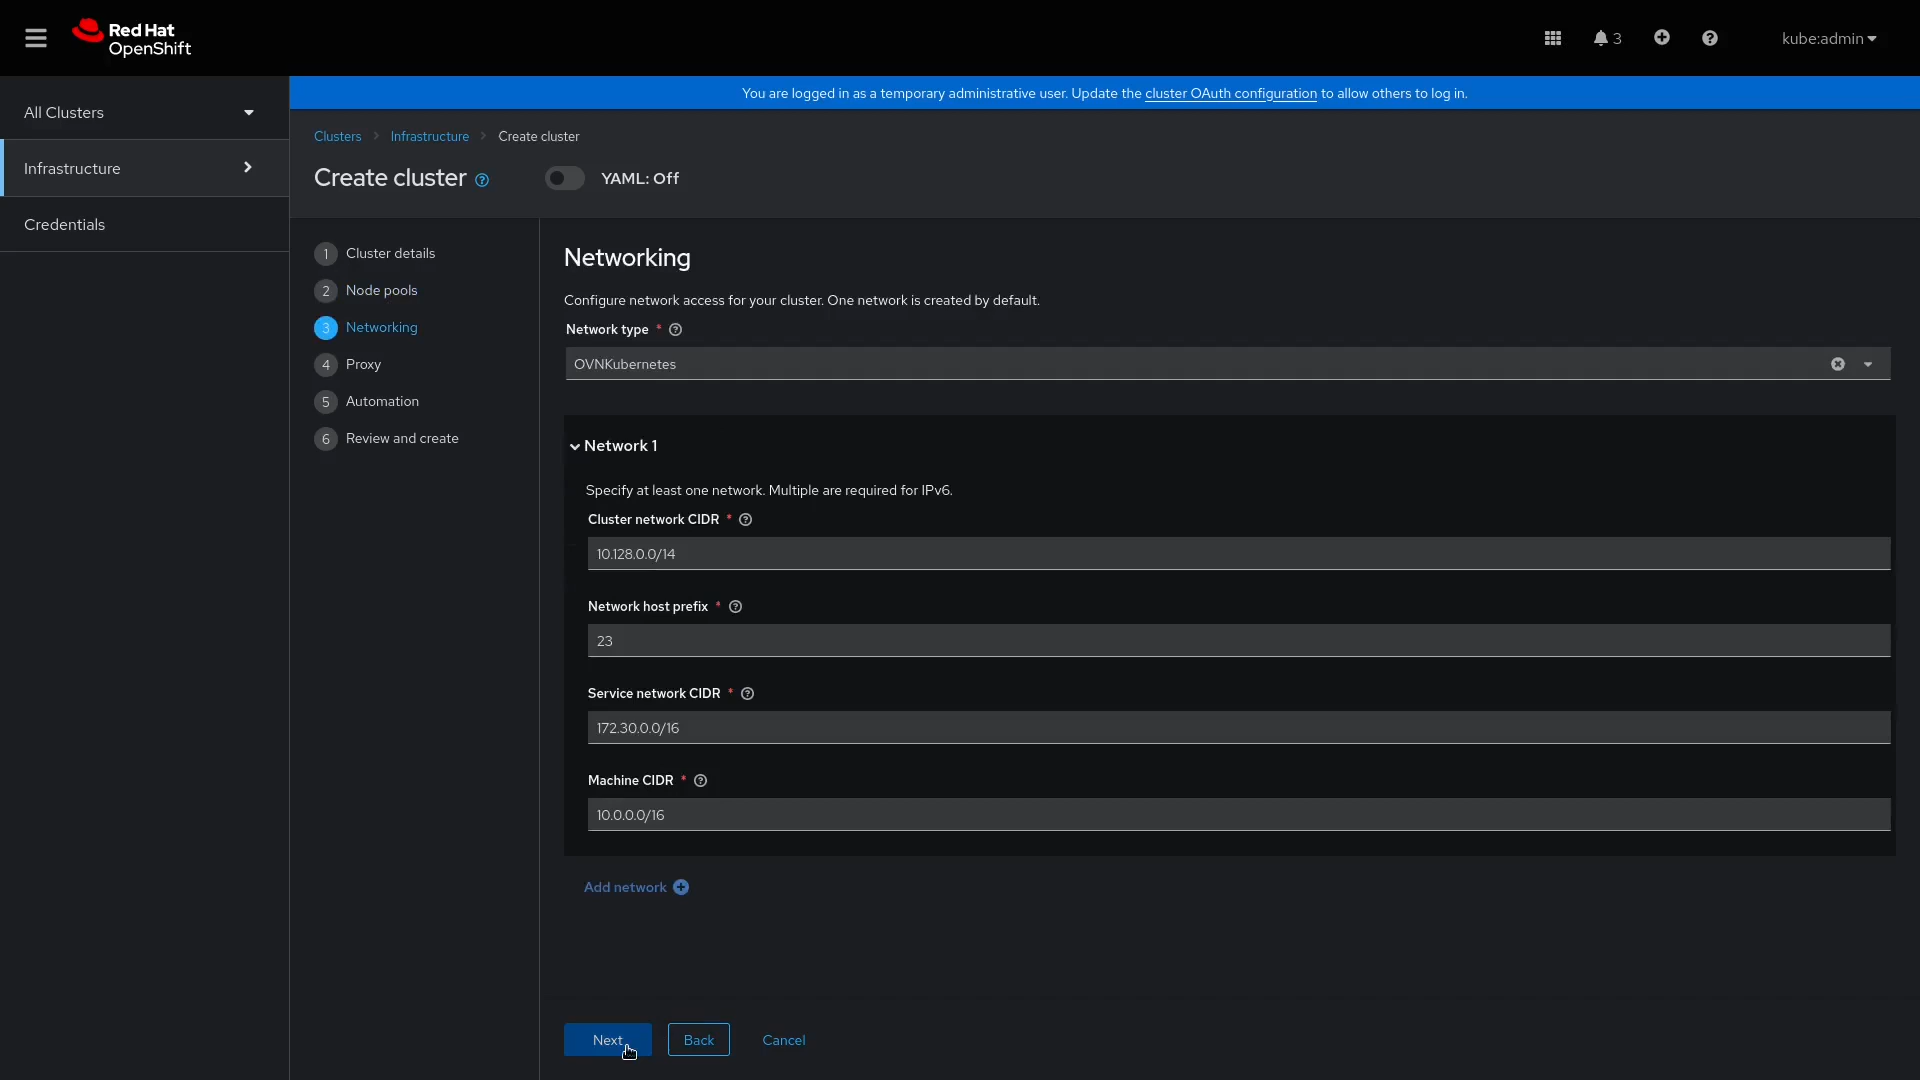 Red Hat
OpenShift
3
kube:admin
All Clusters
Infrastructure
Credentials
You are logged in as a temporary administrative user. Update the cluster OAuth configuration to allow others to log in.
Clusters
Infrastructure
Create cluster
Create cluster
YAML: Off
1 Cluster details
2 Node pools
3 Networking
4 Proxy
5 Automation
6 Review and create
Networking
Configure network access for your cluster. One network is created by default.
Network type *
OVNKubernetes
Network 1
Specify at least one network. Multiple are required for IPv6.
Cluster network CIDR *
10.128.0.0/14
Network host prefix *
23
Service network CIDR *
172.30.0.0/16
Machine CIDR *
10.0.0.0/16
Add network
Next
Back
Cancel